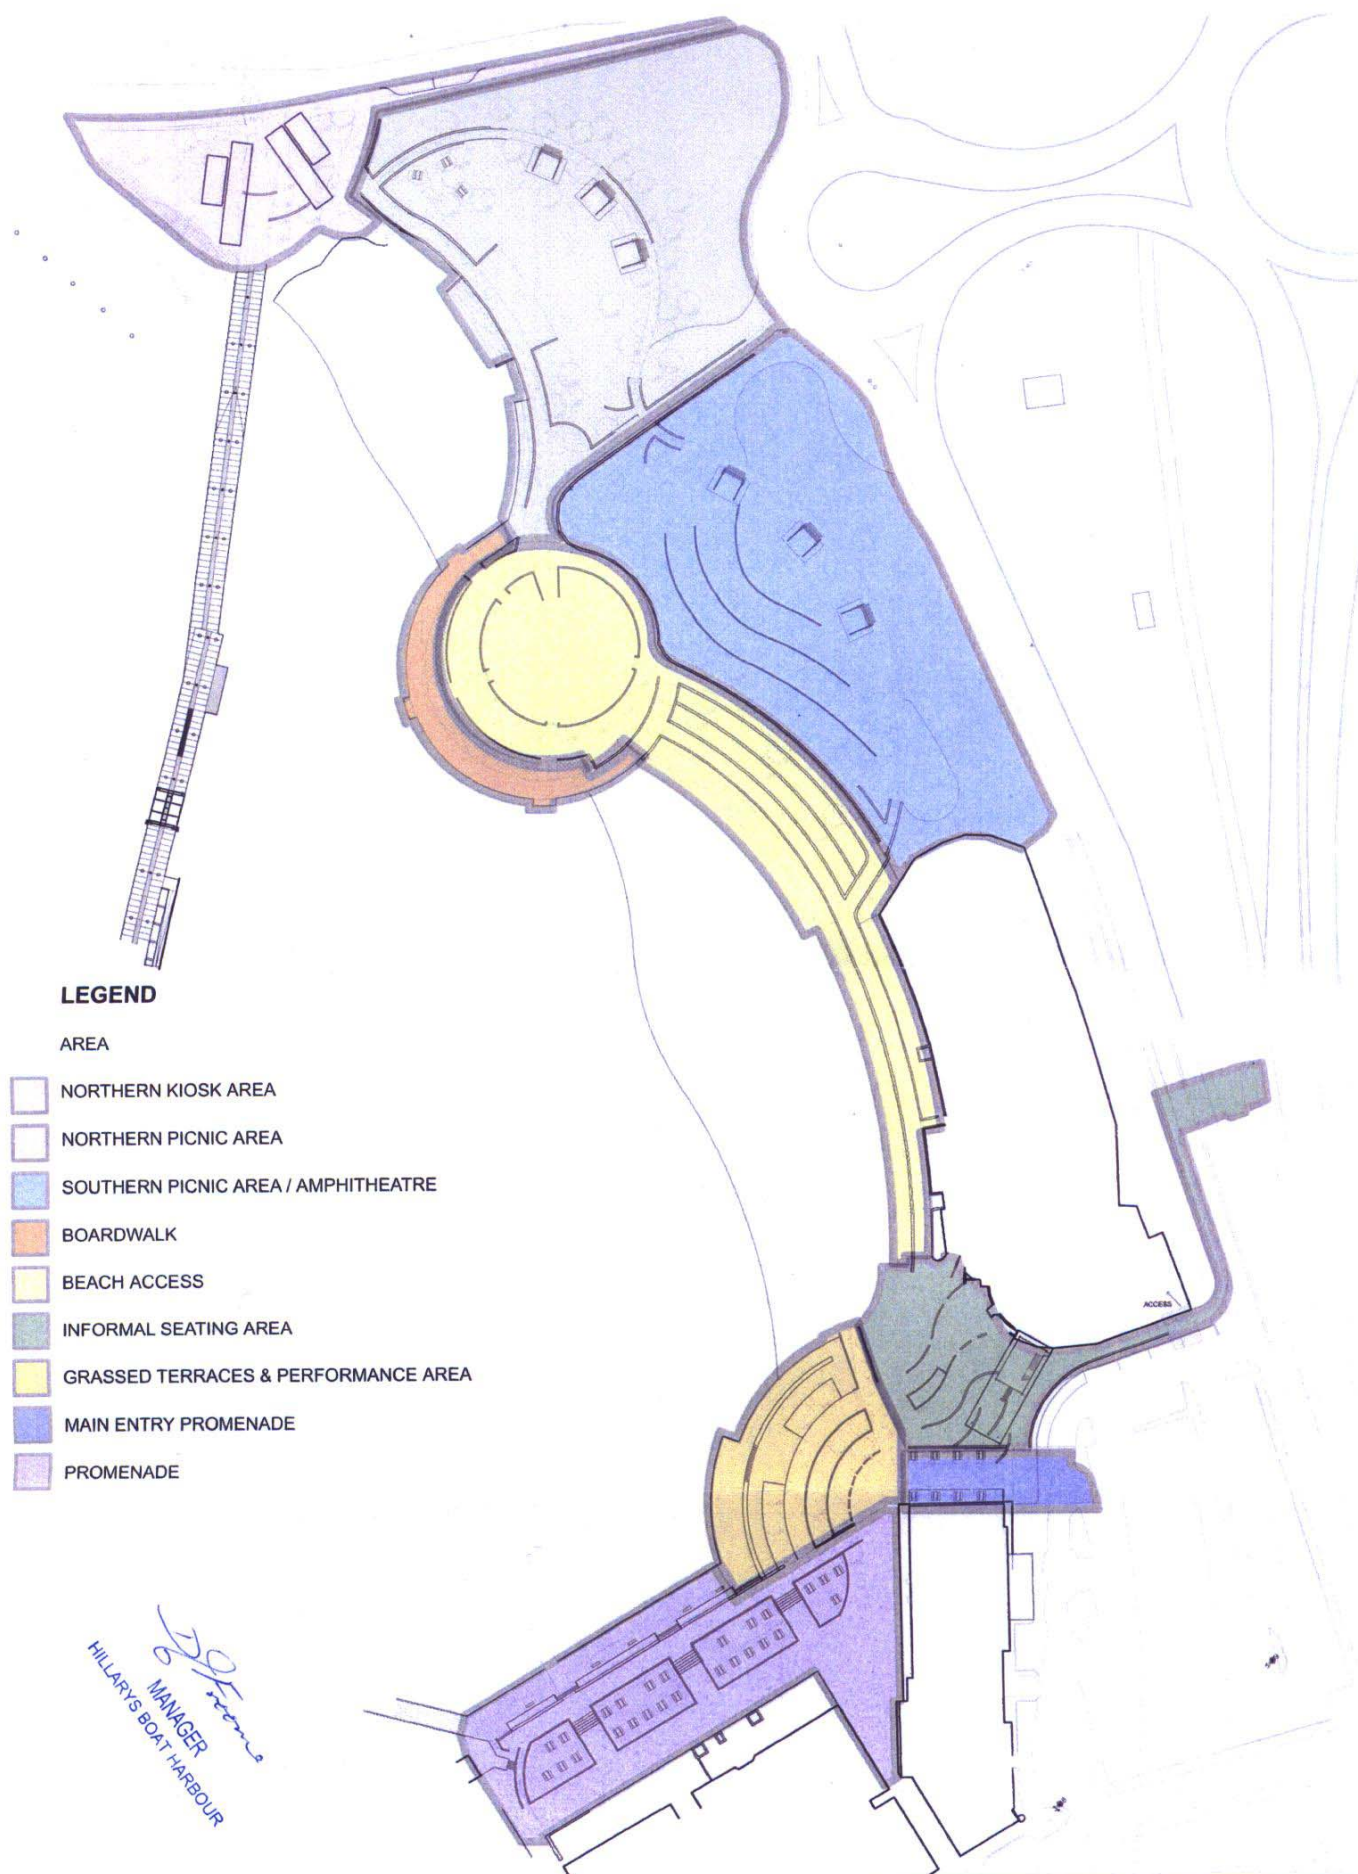 LEGEND
AREA
NORTHERN KIOSK AREA
NORTHERN PICNIC AREA
SOUTHERN PICNIC AREA / AMPHITHEATRE
BOARDWALK
BEACH ACCESS
INFORMAL SEATING AREA
GRASSED TERRACES & PERFORMANCE AREA
MAIN ENTRY PROMENADE
PROMENADE
ACCESS
MANAGER
HILLARYS BOAT HARBOUR